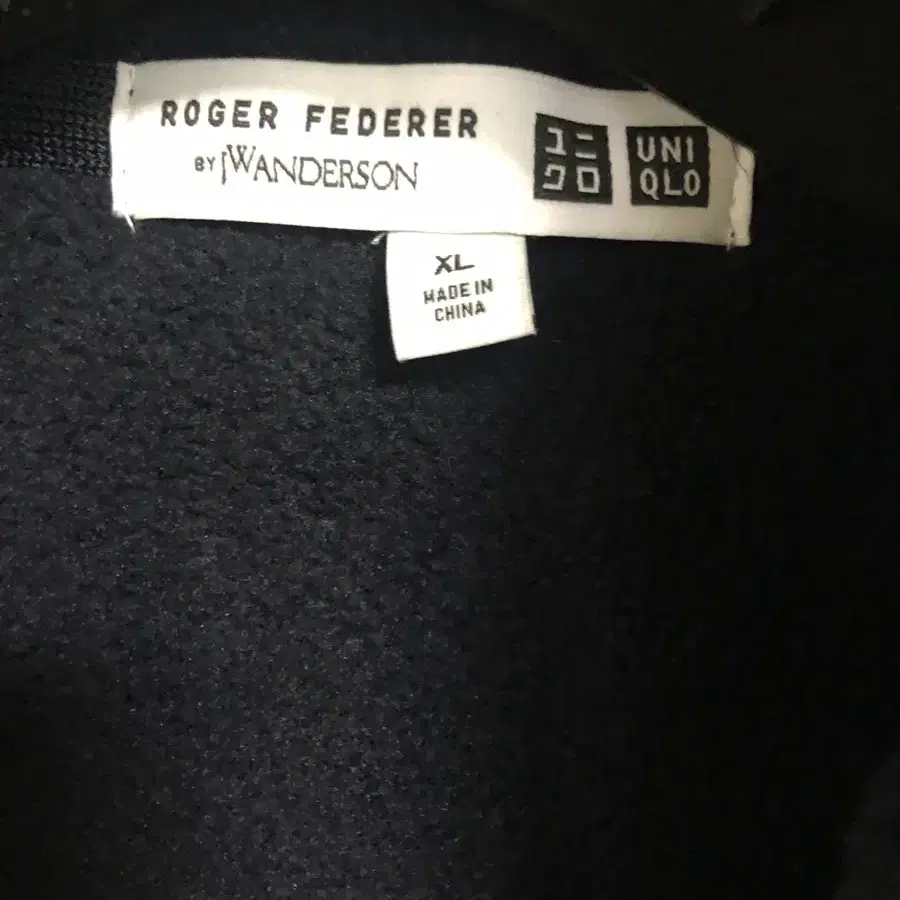 ROGER FEDERER
BY JWANDERSON
ユニ
クロ
UNI
QLO
XL
MADE IN
CHINA